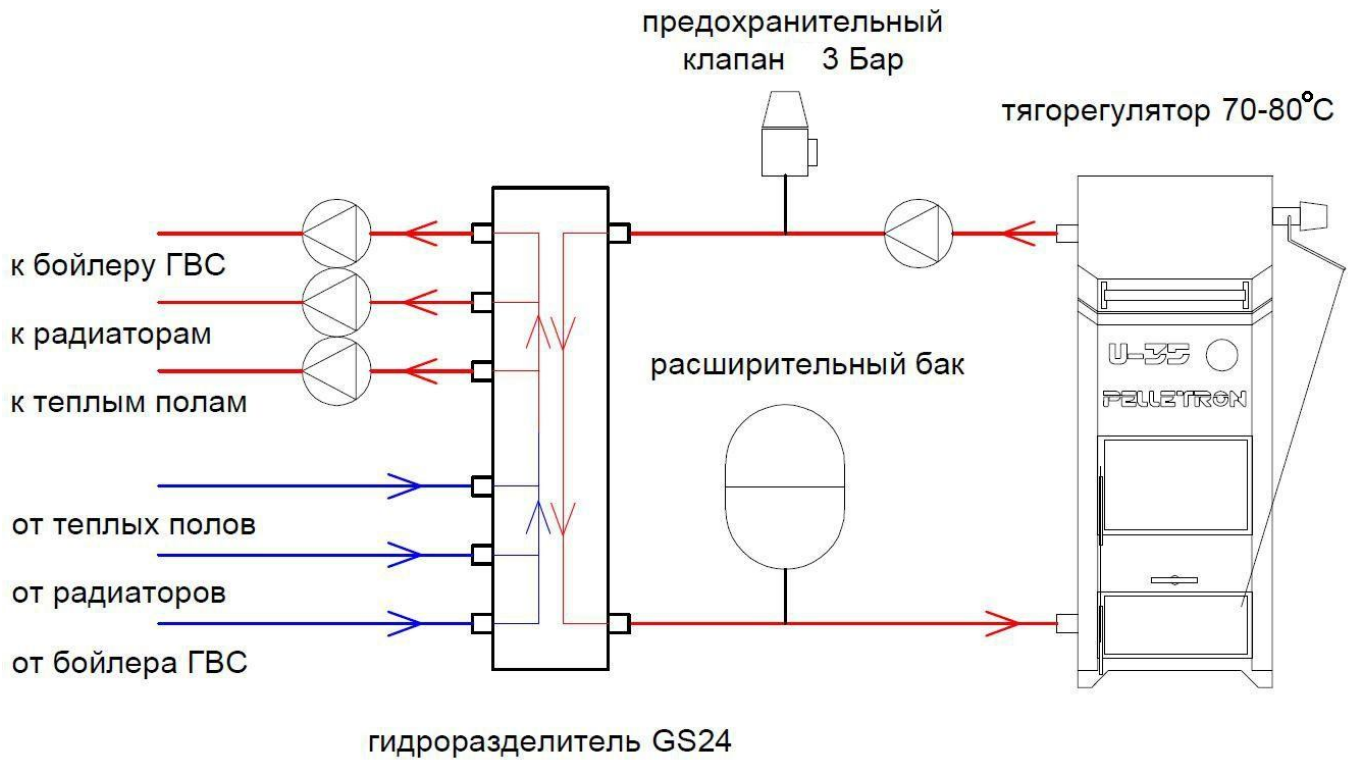 предохранительный
клапан 3 Бар
тягорегулятор 70-80°С
к бойлеру ГВС
к радиаторам
к теплым полам
расширительный бак
U-35
PELLETRON
от теплых полов
от радиаторов
от бойлера ГВС
гидроразделитель GS24